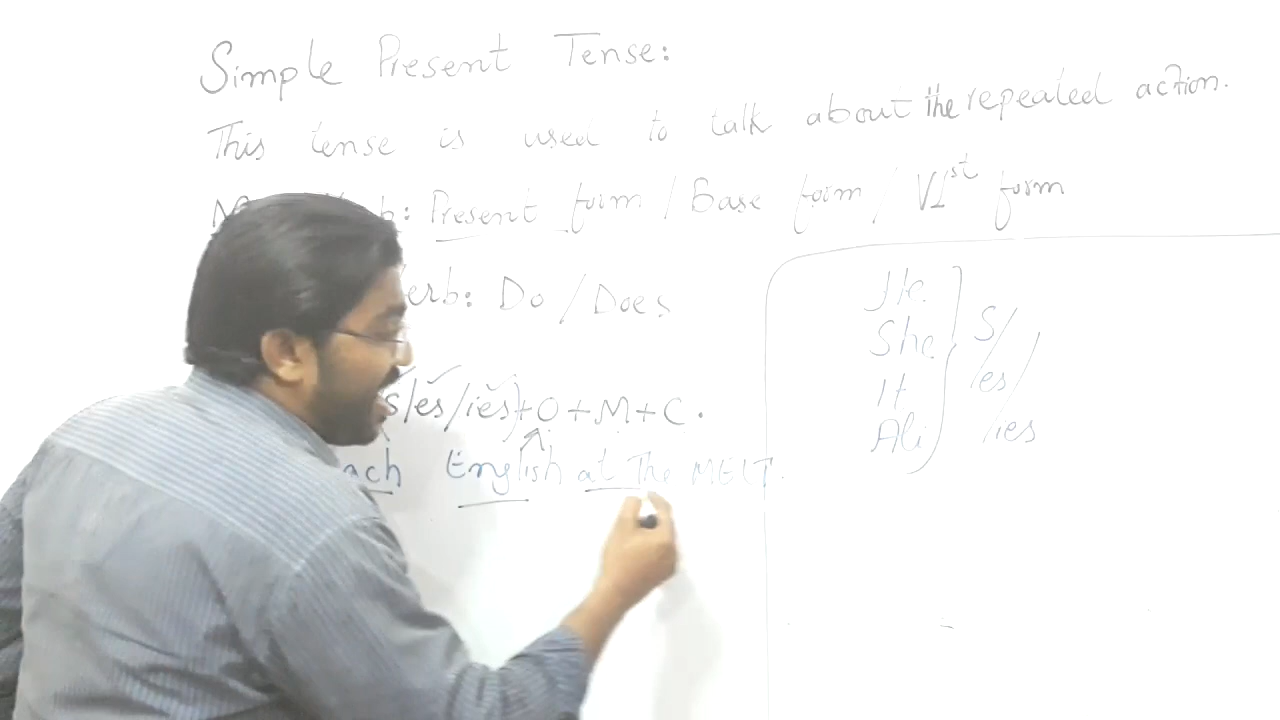 Simple Present Tense:
This tense is used to talk about the repeated action.
Present form / Base form / V1st form
erb: Do / Does
s/es/ies)+O+M+C.
ach English at The MELT.
He
She
It
Ali
S/
es/
/ies